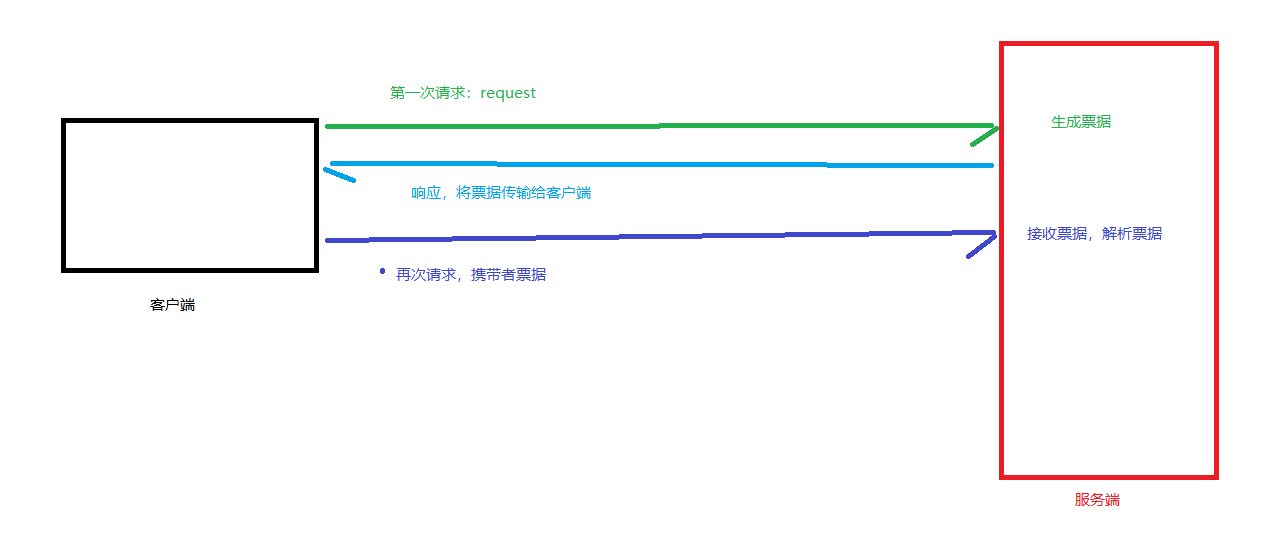 第一次请求：request
生成票据
响应，将票据传输给客户端
接收票据，解析票据
再次请求，携带者票据
客户端
服务端